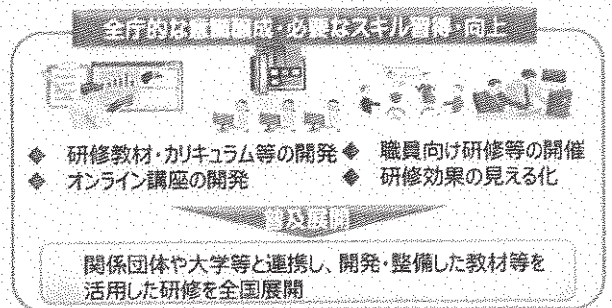 全庁的な意識醸成・必要なスキル習得・向上
◆ 研修教材・カリキュラム等の開発
◆ オンライン講座の開発
◆ 職員向け研修等の開催
◆ 研修効果の見える化
普及展開
関係団体や大学等と連携し、開発・整備した教材等を
活用した研修を全国展開